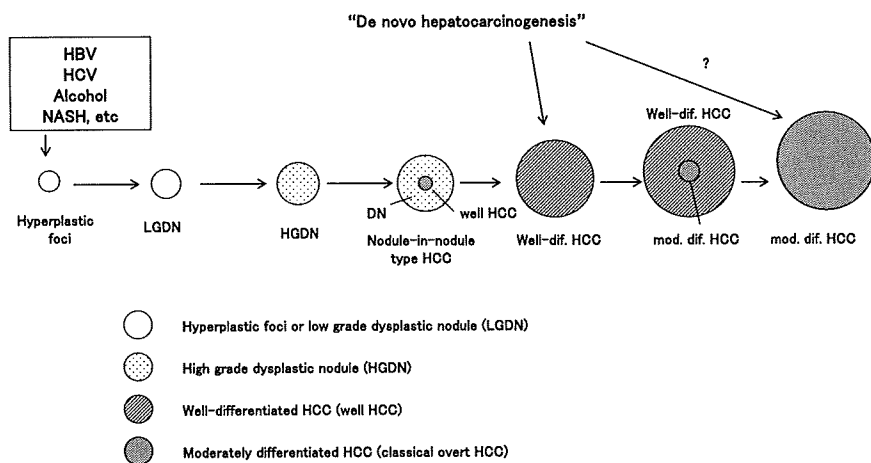 “De novo hepatocarcinogenesis”
HBV
HCV
Alcohol
NASH, etc
?
Well-dif. HCC
Hyperplastic
foci
LGDN
HGDN
DN
well HCC
Nodule-in-nodule
type HCC
Well-dif. HCC
mod. dif. HCC
mod. dif. HCC
Hyperplastic foci or low grade dysplastic nodule (LGDN)
High grade dysplastic nodule (HGDN)
Well-differentiated HCC (well HCC)
Moderately differentiated HCC (classical overt HCC)